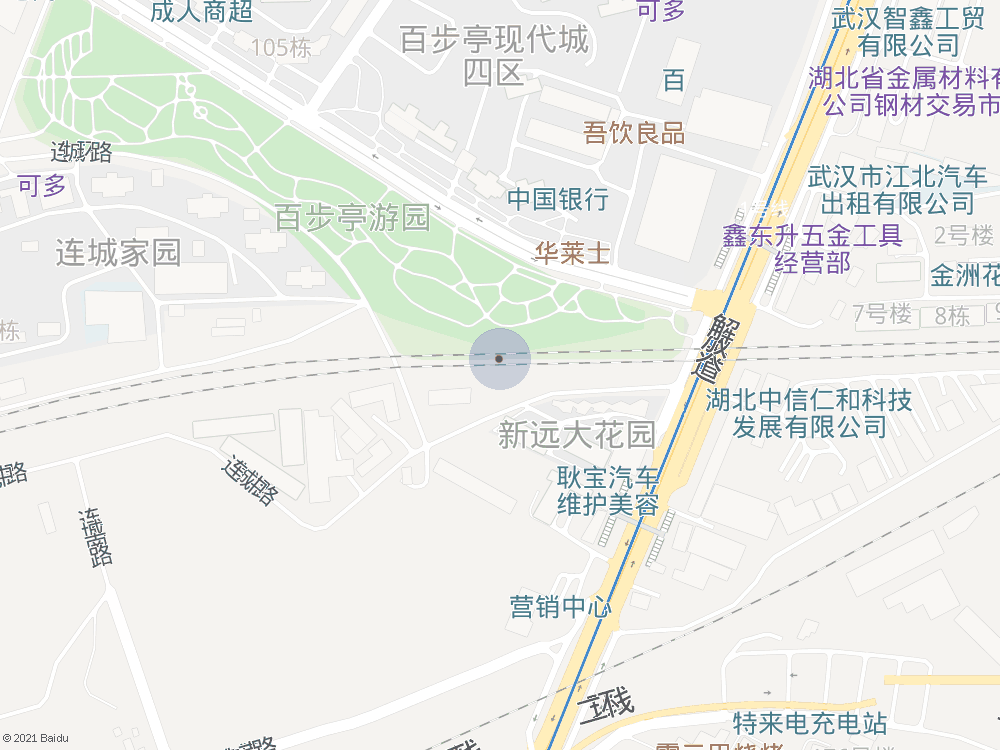 成人商超
可多
武汉智鑫工贸
有限公司
105栋
百步亭现代城
四区
百
湖北省金属材料有
公司钢材交易市
吾饮良品
连城路
可多
中国银行
武汉市江北汽车
出租有限公司
百步亭游园
鑫东升五金工具
经营部
2号楼
连城家园
华莱士
金洲花
7号楼
8栋
栋
解放道
湖北中信仁和科技
发展有限公司
新远大花园
耿宝汽车
维护美容
连城路
连城南路
营销中心
特来电充电站
© 2021 Baidu